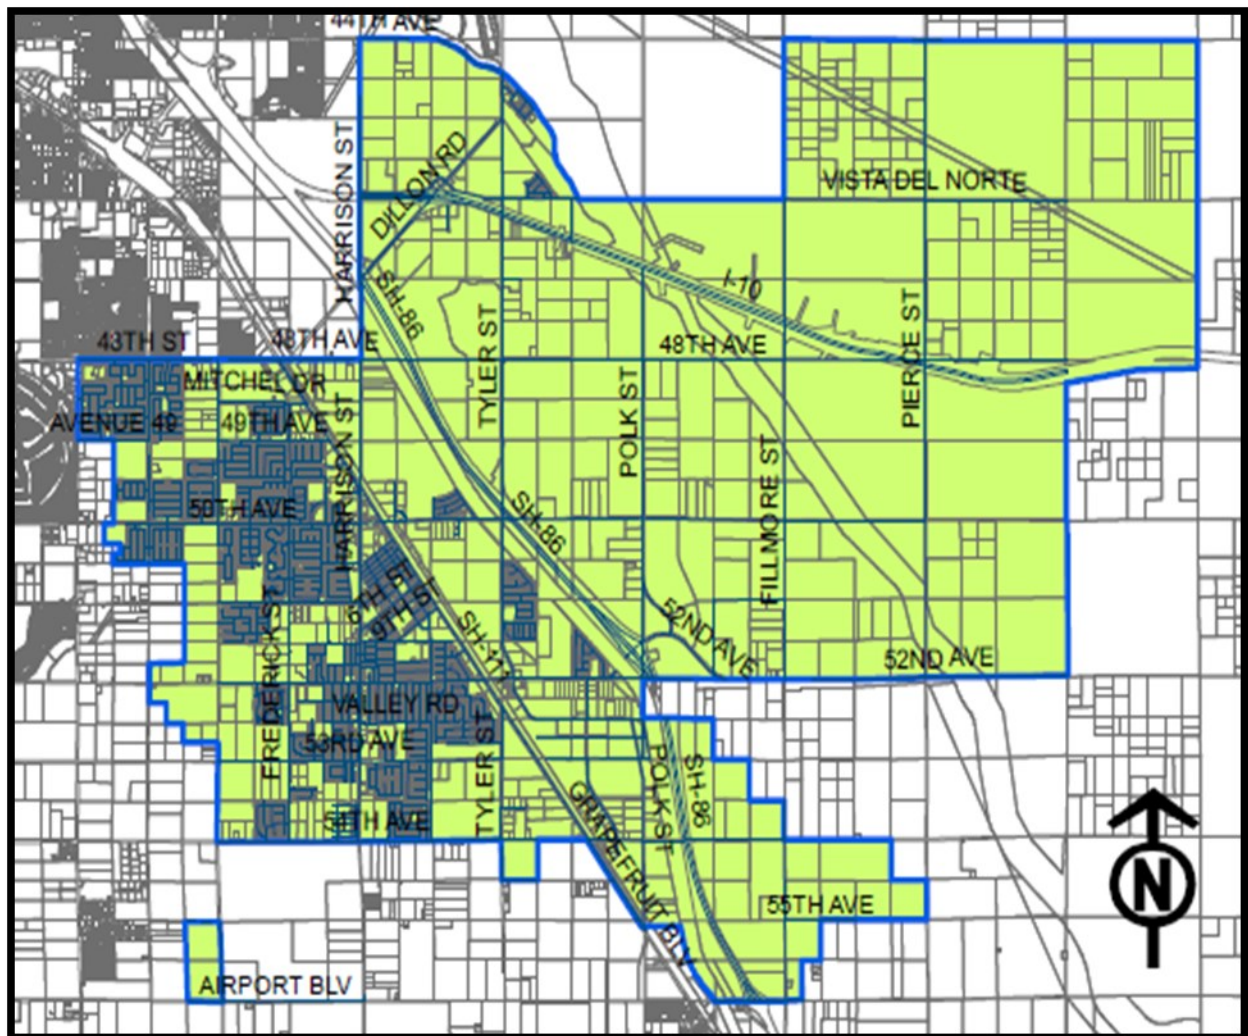 44TH AVE
HARRISON ST
DILLON RD
VISTA DEL NORTE
SH-86
I-10
TYLER ST
PIERCE ST
43TH ST
48TH AVE
48TH AVE
MITCHEL DR
AVENUE 49
49TH AVE
HARRISON ST
POLK ST
FILLMORE ST
50TH AVE
SH-86
6TH ST
9TH ST
FREDERICK ST
SH-111
52ND AVE
52ND AVE
VALLEY RD
53RD AVE
TYLER ST
POLK ST
SH-86
GRAPEFRUIT BLV
54TH AVE
55TH AVE
AIRPORT BLV
N